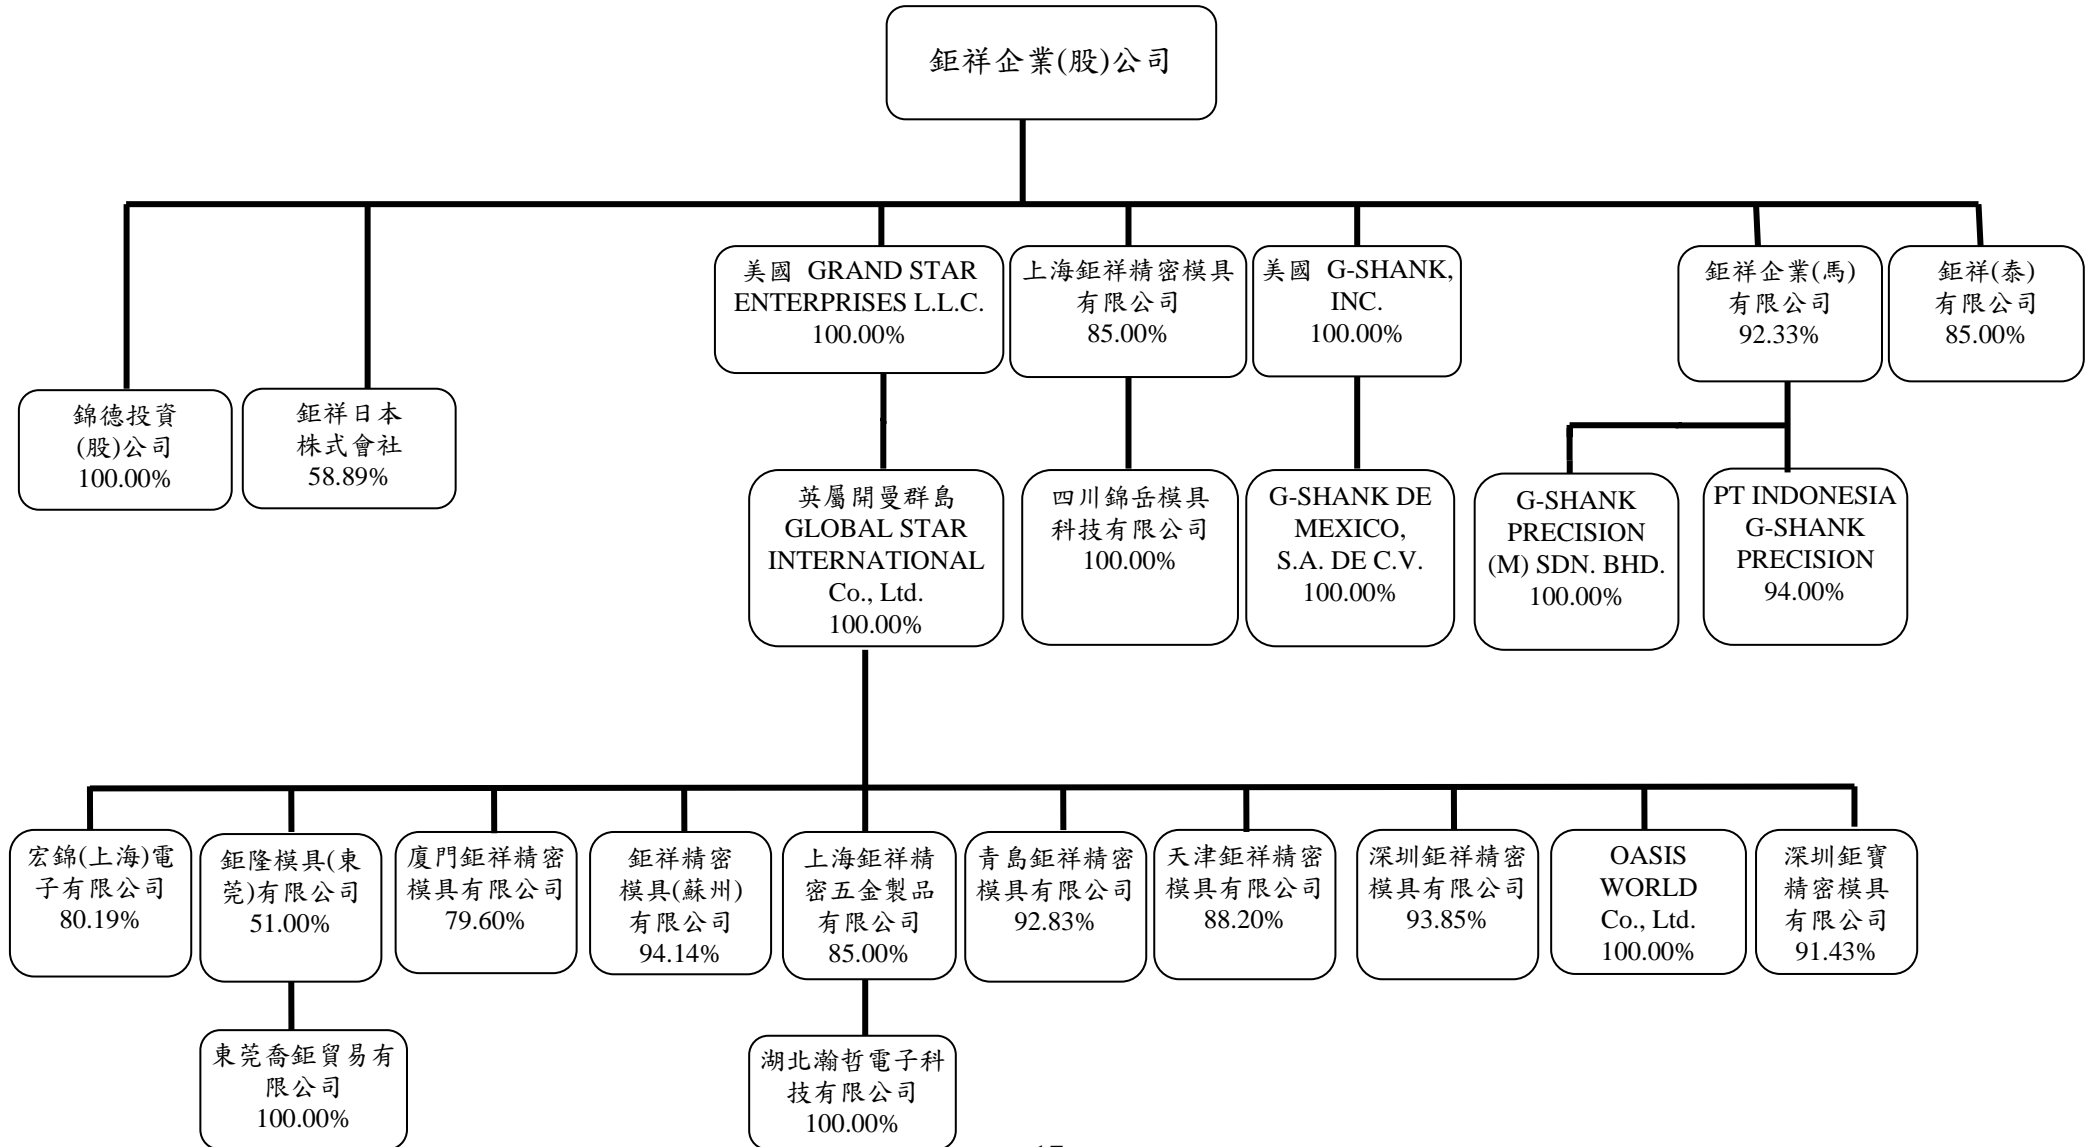 鉅祥企業(股)公司
美國 GRAND STAR
ENTERPRISES L.L.C.
100.00%
上海鉅祥精密模具
有限公司
85.00%
美國 G-SHANK,
INC.
100.00%
鉅祥企業(馬)
有限公司
92.33%
鉅祥(泰)
有限公司
85.00%
錦德投資
(股)公司
100.00%
鉅祥日本
株式會社
58.89%
英屬開曼群島
GLOBAL STAR
INTERNATIONAL
Co., Ltd.
100.00%
四川錦岳模具
科技有限公司
100.00%
G-SHANK DE
MEXICO,
S.A. DE C.V.
100.00%
G-SHANK
PRECISION
(M) SDN. BHD.
100.00%
PT INDONESIA
G-SHANK
PRECISION
94.00%
宏錦(上海)電
子有限公司
80.19%
鉅隆模具(東
莞)有限公司
51.00%
廈門鉅祥精密
模具有限公司
79.60%
鉅祥精密
模具(蘇州)
有限公司
94.14%
上海鉅祥精
密五金製品
有限公司
85.00%
青島鉅祥精密
模具有限公司
92.83%
天津鉅祥精密
模具有限公司
88.20%
深圳鉅祥精密
模具有限公司
93.85%
OASIS
WORLD
Co., Ltd.
100.00%
深圳鉅寶
精密模具
有限公司
91.43%
東莞喬鉅貿易有
限公司
100.00%
湖北瀚哲電子科
技有限公司
100.00%